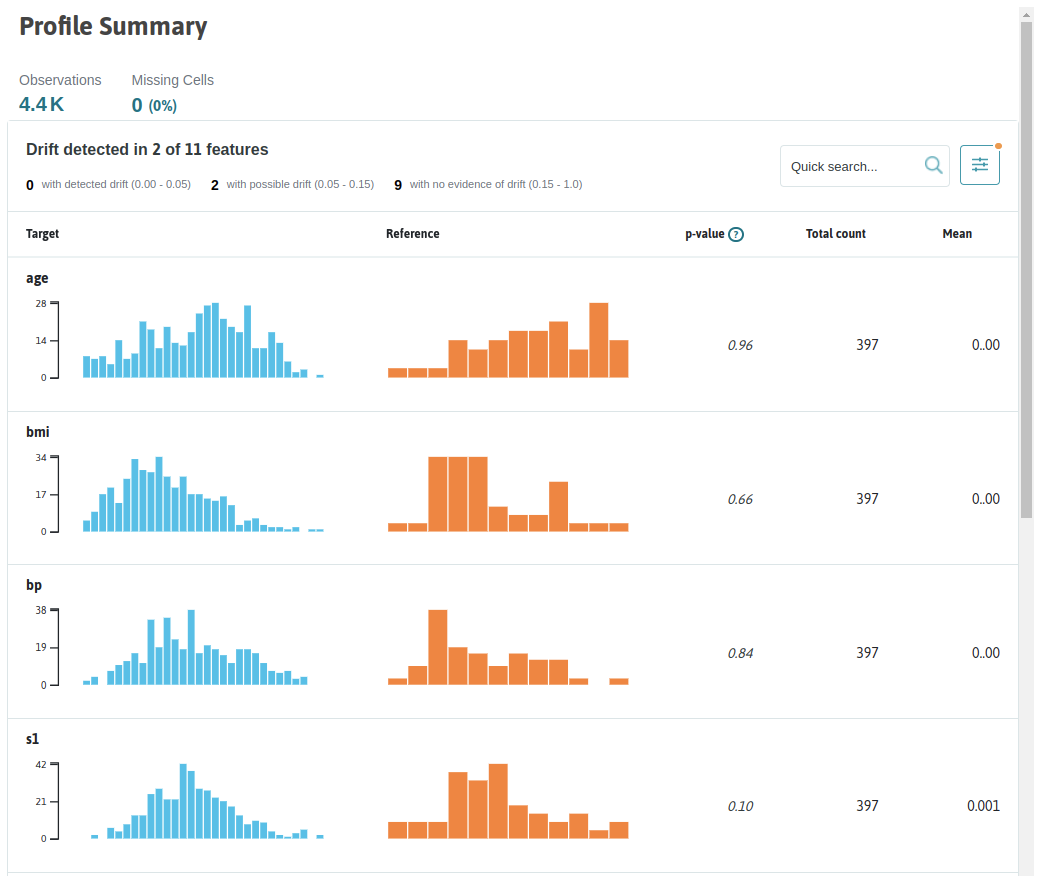 Profile Summary
Observations Missing Cells
4.4 K 0 (0%)
Drift detected in 2 of 11 features
Quick search...
0 with detected drift (0.00 - 0.05) 2 with possible drift (0.05 - 0.15) 9 with no evidence of drift (0.15 - 1.0)
Target Reference p-value ? Total count Mean
age
28
14
0
0.96 397 0..00
bmi
34
17
0
0.66 397 0..00
bp
38
19
0
0.84 397 0..00
s1
42
21
0
0.10 397 0.001